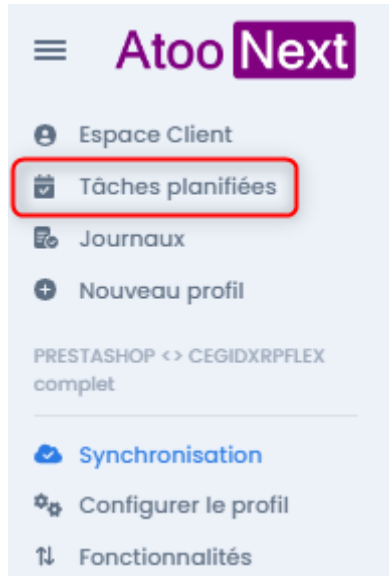 Atoo Next
Espace Client
Tâches planifiées
Journaux
Nouveau profil
PRESTASHOP <> CEGIDXRPFLEX
complet
Synchronisation
Configurer le profil
Fonctionnalités